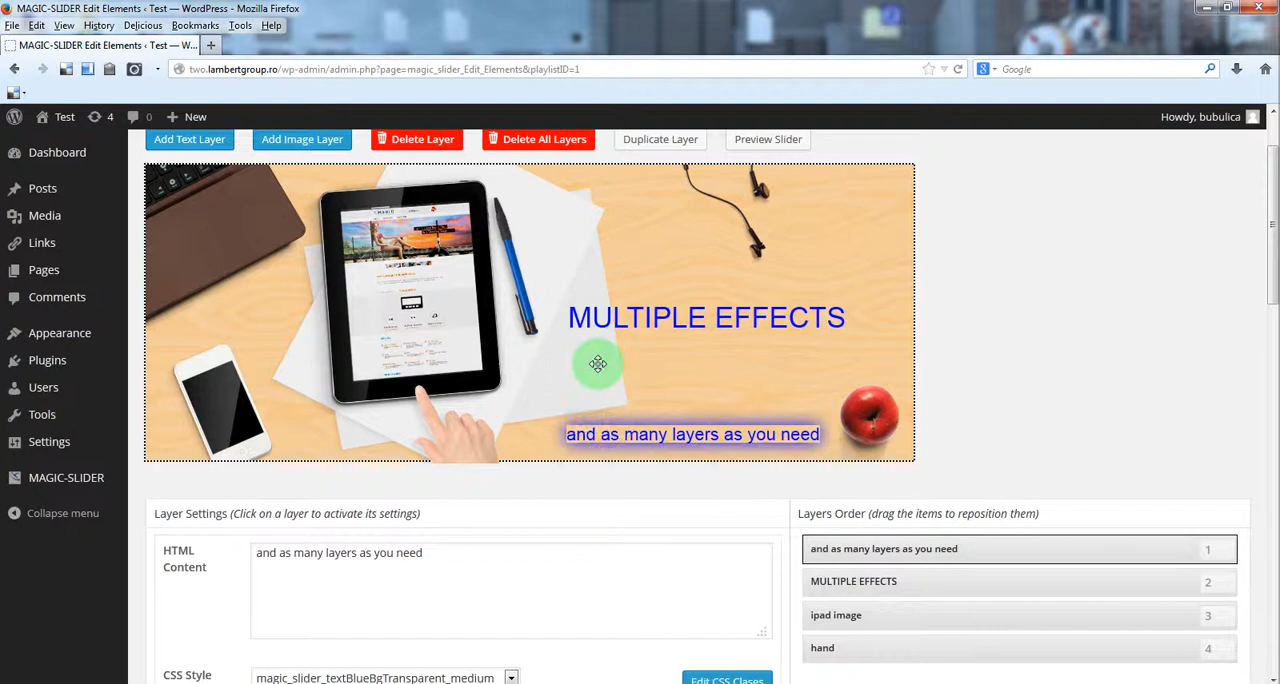 MAGIC-SLIDER Edit Elements ‹ Test — WordPress - Mozilla Firefox
File Edit View History Delicious Bookmarks Tools Help
MAGIC-SLIDER Edit Elements ‹ Test — W... +
two.lambertgroup.ro/wp-admin/admin.php?page=magic_slider_Edit_Elements&playlistID=1
Google
Test 4 0 + New
Howdy, bubulica
Dashboard
Posts
Media
Links
Pages
Comments
Appearance
Plugins
Users
Tools
Settings
MAGIC-SLIDER
Collapse menu
Add Text Layer Add Image Layer Delete Layer Delete All Layers Duplicate Layer Preview Slider
MULTIPLE EFFECTS
and as many layers as you need
Layer Settings (Click on a layer to activate its settings)
HTML Content
and as many layers as you need
CSS Style
magic_slider_textBlueBgTransparent_medium
Edit CSS Clases
Layers Order (drag the items to reposition them)
and as many layers as you need 1
MULTIPLE EFFECTS 2
ipad image 3
hand 4